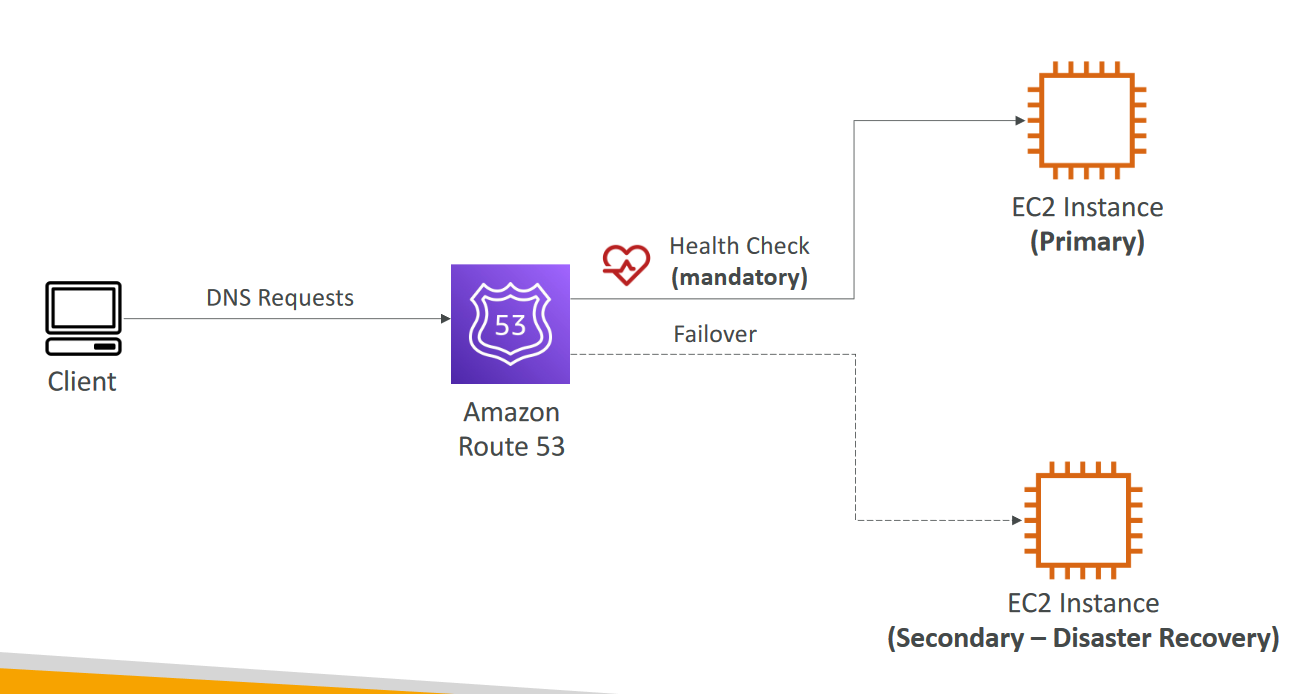 DNS Requests
Client
53
Amazon
Route 53
Health Check
(mandatory)
Failover
EC2 Instance
(Primary)
EC2 Instance
(Secondary – Disaster Recovery)